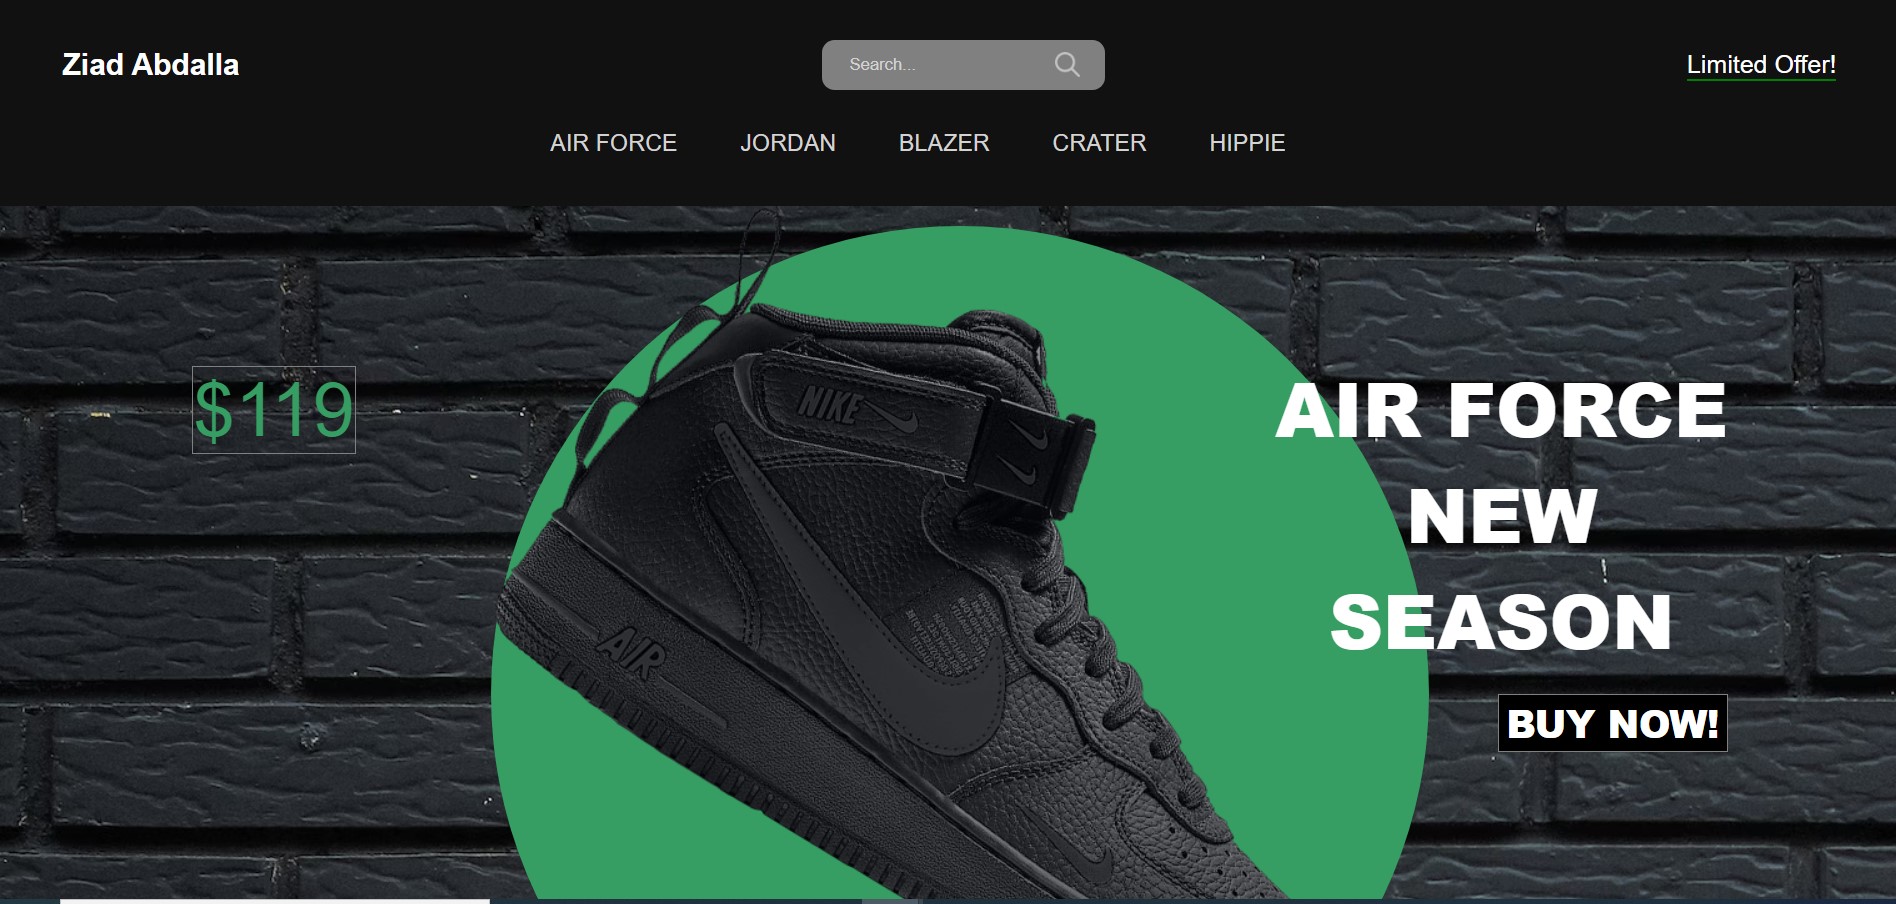 Ziad Abdalla
Search...
Limited Offer!
AIR FORCE
JORDAN
BLAZER
CRATER
HIPPIE
$119
NIKE
AIR
AIR FORCE
NEW
SEASON
BUY NOW!